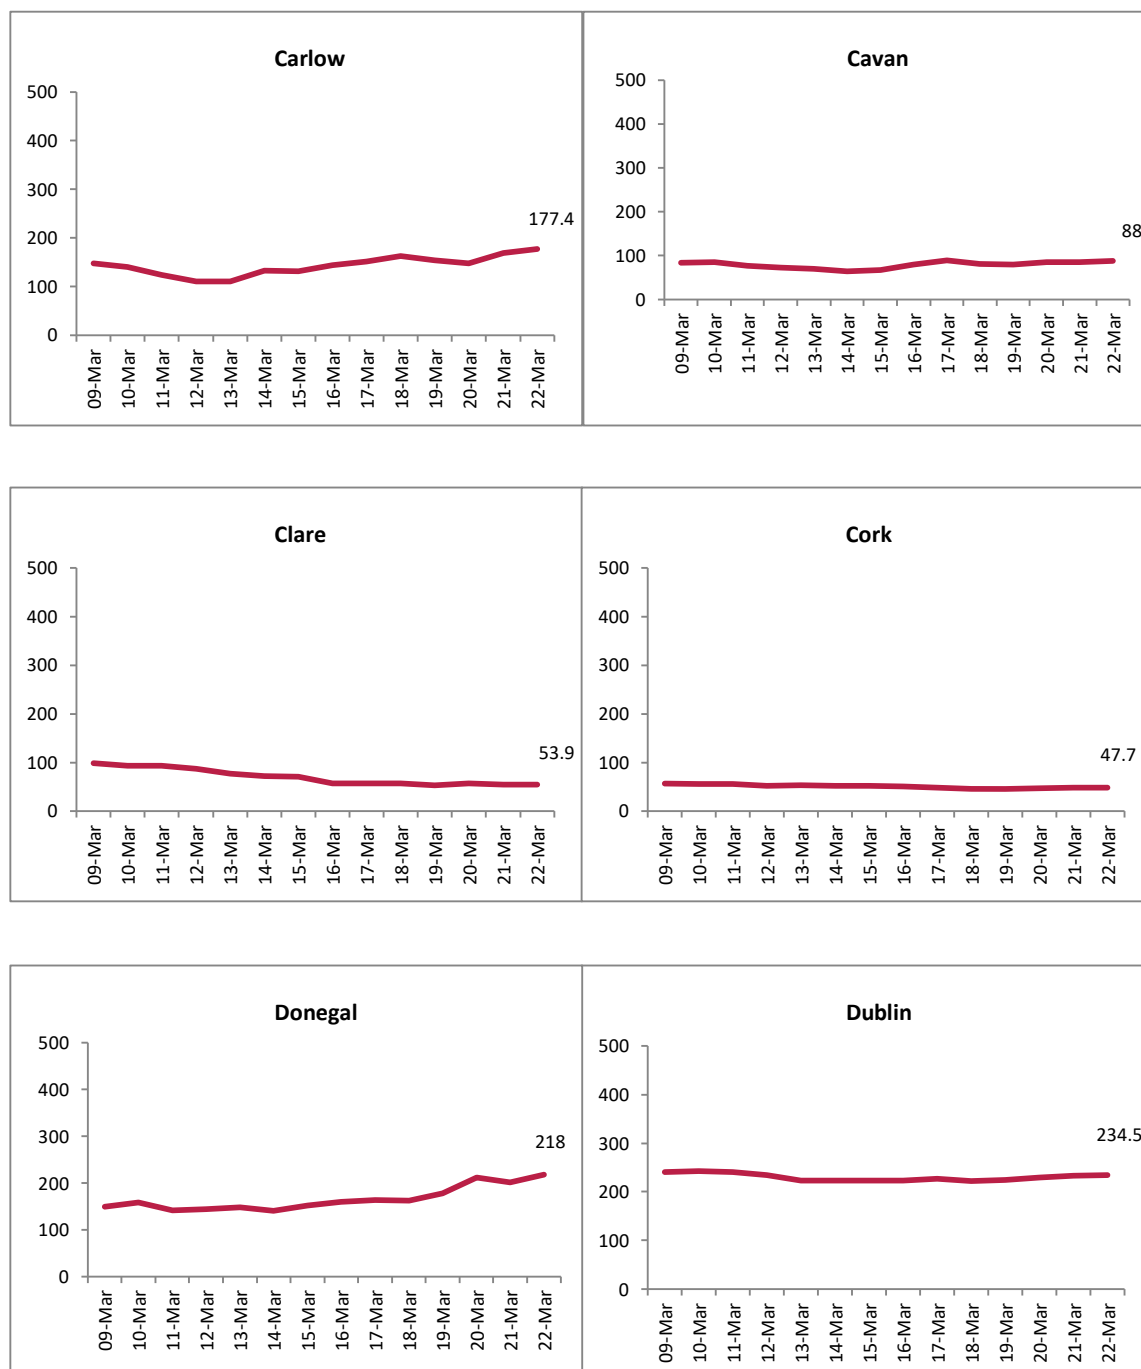 Carlow
500
400
300
200
100
0
177.4
09-Mar
10-Mar
11-Mar
12-Mar
13-Mar
14-Mar
15-Mar
16-Mar
17-Mar
18-Mar
19-Mar
20-Mar
21-Mar
22-Mar
Cavan
500
400
300
200
100
0
88
09-Mar
10-Mar
11-Mar
12-Mar
13-Mar
14-Mar
15-Mar
16-Mar
17-Mar
18-Mar
19-Mar
20-Mar
21-Mar
22-Mar
Clare
500
400
300
200
100
0
53.9
09-Mar
10-Mar
11-Mar
12-Mar
13-Mar
14-Mar
15-Mar
16-Mar
17-Mar
18-Mar
19-Mar
20-Mar
21-Mar
22-Mar
Cork
500
400
300
200
100
0
47.7
09-Mar
10-Mar
11-Mar
12-Mar
13-Mar
14-Mar
15-Mar
16-Mar
17-Mar
18-Mar
19-Mar
20-Mar
21-Mar
22-Mar
Donegal
500
400
300
200
100
0
218
09-Mar
10-Mar
11-Mar
12-Mar
13-Mar
14-Mar
15-Mar
16-Mar
17-Mar
18-Mar
19-Mar
20-Mar
21-Mar
22-Mar
Dublin
500
400
300
200
100
0
234.5
09-Mar
10-Mar
11-Mar
12-Mar
13-Mar
14-Mar
15-Mar
16-Mar
17-Mar
18-Mar
19-Mar
20-Mar
21-Mar
22-Mar